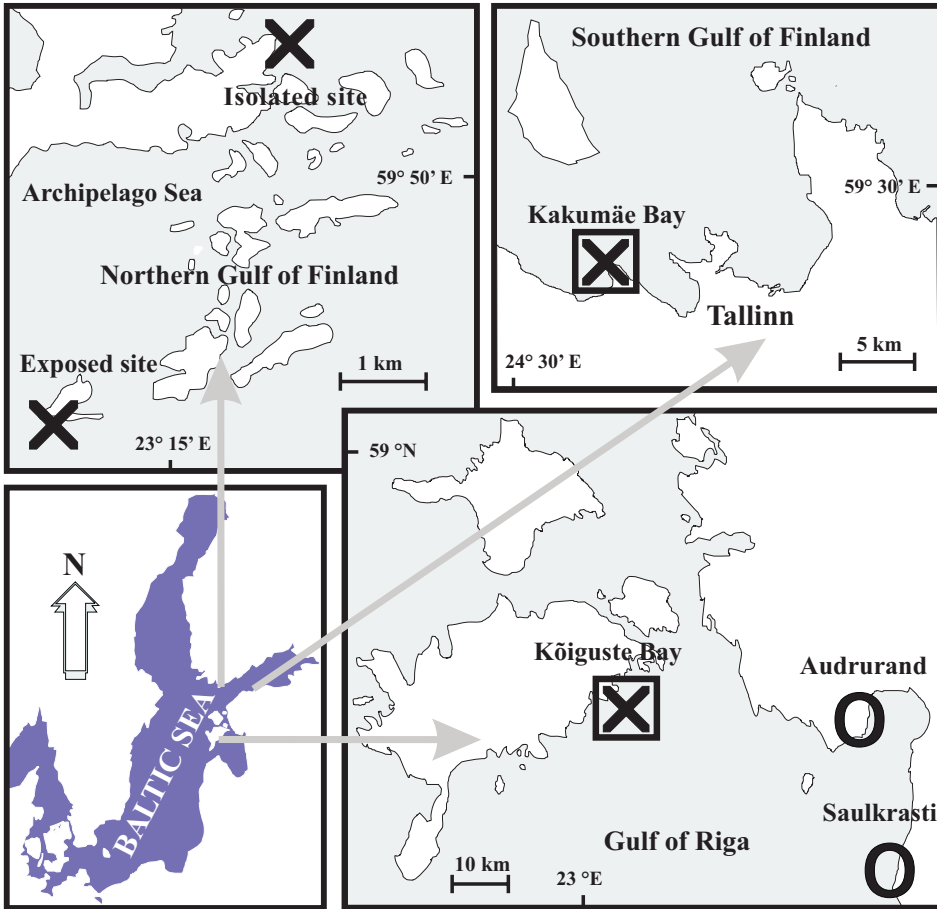 Isolated site
59° 50’ E
Archipelago Sea
Northern Gulf of Finland
Exposed site
1 km
23° 15’ E
Southern Gulf of Finland
59° 30’ E
Kakumäe Bay
Tallinn
24° 30’ E
5 km
N
BALTIC SEA
59 °N
Kõiguste Bay
Audrurand
O
Saulkrasti
O
Gulf of Riga
10 km
23 °E